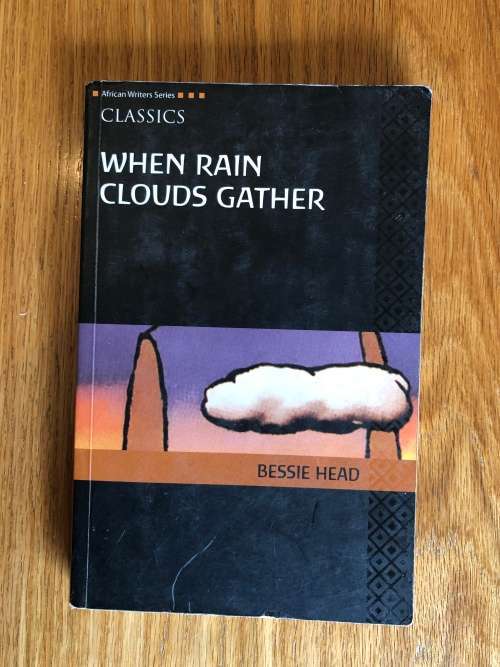 African Writers Series
CLASSICS
WHEN RAIN
CLOUDS GATHER
BESSIE HEAD